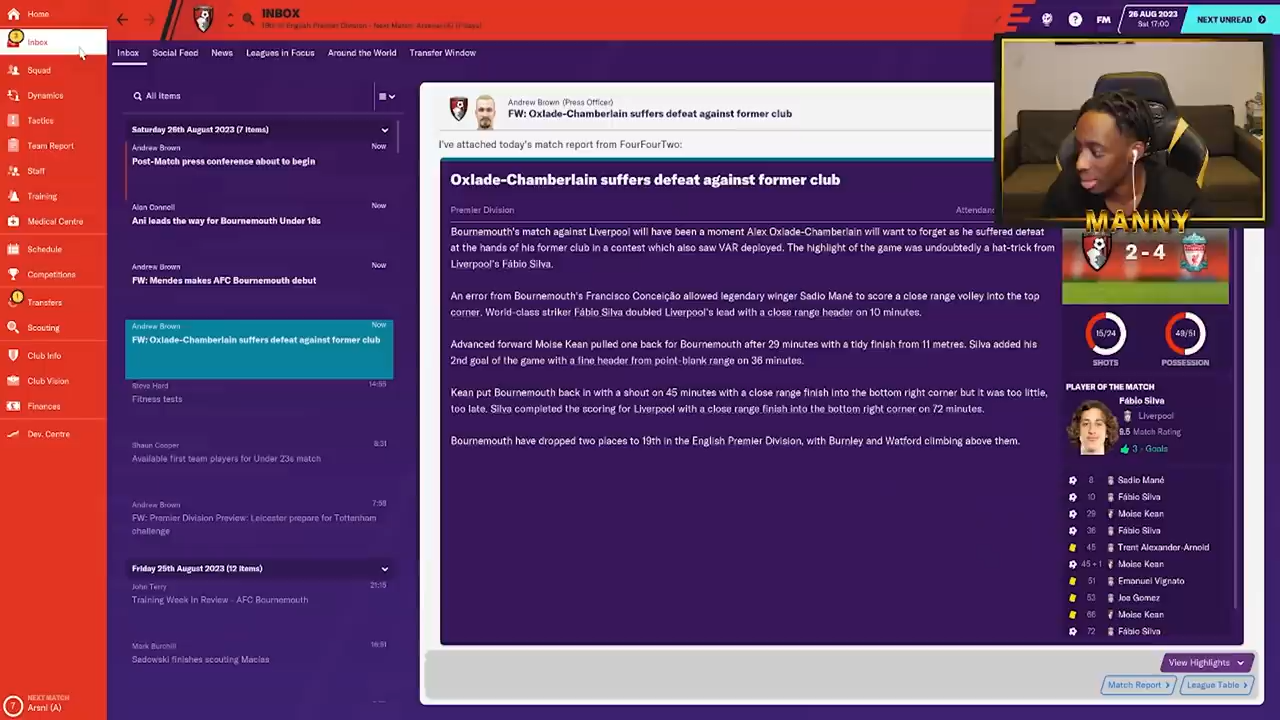 Home
INBOX
26 AUG 2023
Sat 17:00
NEXT UNREAD
FM
3
Inbox
Inbox
Social Feed
News
Leagues in Focus
Around the World
Transfer Window
Squad
Dynamics
Tactics
Team Report
Staff
Training
Medical Centre
Schedule
Competitions
1
Transfers
Scouting
Club Info
Club Vision
Finances
Dev. Centre
NEXT MATCH
7
Arsnl (A)
All Items
Saturday 26th August 2023 (7 items)
Andrew Brown
Now
Post-Match press conference about to begin
Alan Connell
Now
Ani leads the way for Bournemouth Under 18s
Andrew Brown
Now
FW: Mendes makes AFC Bournemouth debut
Andrew Brown
Now
FW: Oxlade-Chamberlain suffers defeat against former club
Steve Hard
Fitness tests
Shaun Cooper
8:31
Available first team players for Under 23s match
Andrew Brown
FW: Premier Division Preview: Leicester prepare for Tottenham
challenge
Friday 25th August 2023 (12 items)
John Terry
Training Week In Review - AFC Bournemouth
Mark Burchill
Sadowski finishes scouting Macias
Andrew Brown (Press Officer)
FW: Oxlade-Chamberlain suffers defeat against former club
I've attached today's match report from FourFourTwo:
Oxlade-Chamberlain suffers defeat against former club
Premier Division
Bournemouth's match against Liverpool will have been a moment Alex Oxlade-Chamberlain will want to forget as he suffered defeat
at the hands of his former club in a contest which also saw VAR deployed. The highlight of the game was undoubtedly a hat-trick from
Liverpool's Fábio Silva.
An error from Bournemouth's Francisco Conceição allowed legendary winger Sadio Mané to score a close range volley into the top
corner. World-class striker Fábio Silva doubled Liverpool's lead with a close range header on 10 minutes.
Advanced forward Moise Kean pulled one back for Bournemouth after 29 minutes with a tidy finish from 11 metres. Silva added his
2nd goal of the game with a fine header from point-blank range on 36 minutes.
Kean put Bournemouth back in with a shout on 45 minutes with a close range finish into the bottom right corner but it was too little,
too late. Silva completed the scoring for Liverpool with a close range finish into the bottom right corner on 72 minutes.
Bournemouth have dropped two places to 19th in the English Premier Division, with Burnley and Watford climbing above them.
MANNY
2 - 4
15/24
49/51
SHOTS
POSSESSION
PLAYER OF THE MATCH
Fábio Silva
Liverpool
9.5 Match Rating
3 - Goals
8 Sadio Mané
10 Fábio Silva
29 Moise Kean
36 Fábio Silva
45 Trent Alexander-Arnold
45 + 1 Moise Kean
51 Emanuel Vignato
53 Joe Gomez
66 Moise Kean
72 Fábio Silva
View Highlights
Match Report
League Table